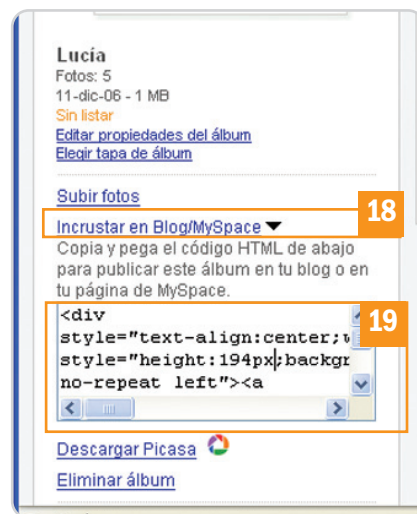 Lucía
Fotos: 5
11-dic-06 - 1 MB
Sin listar
Editar propiedades del álbum
Elegir tapa de álbum
Subir fotos
18
Incrustar en Blog/MySpace
Copia y pega el código HTML de abajo
para publicar este álbum en tu blog o en
tu página de MySpace.
19
<div
style="text-align:center;
style="height:194px;backgr
no-repeat left"><a
Descargar Picasa
Eliminar álbum